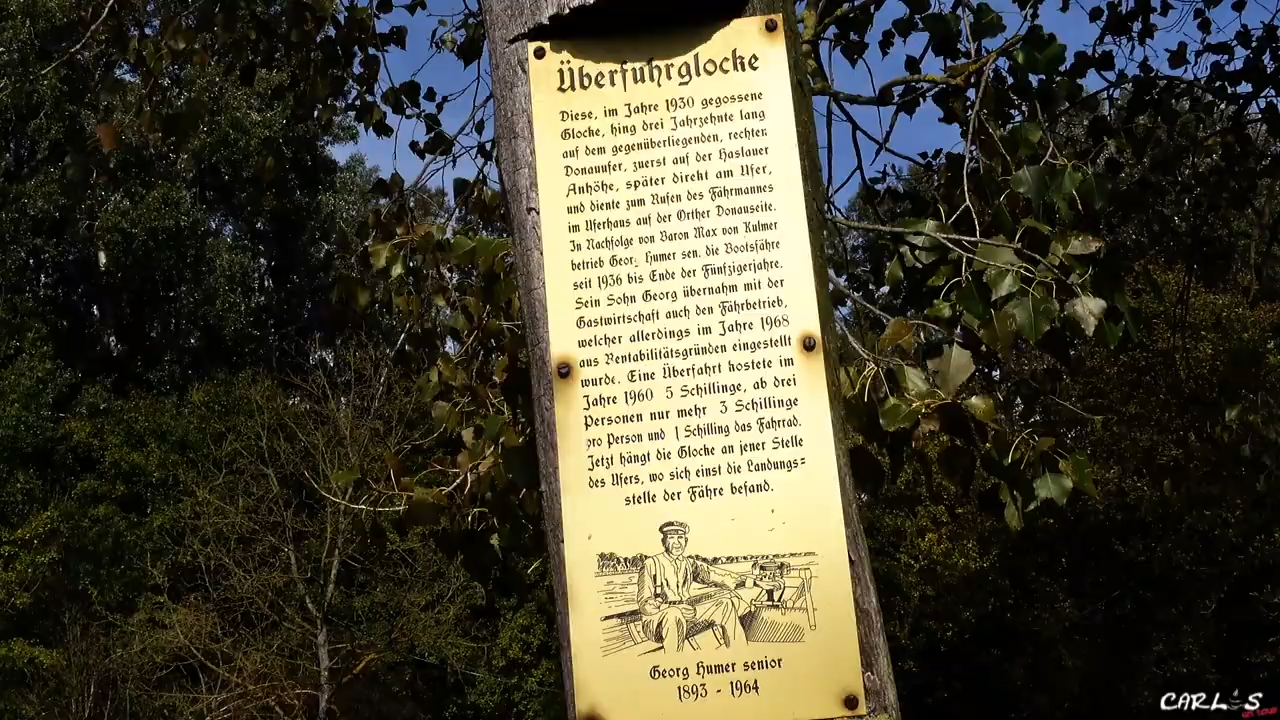 Überfuhrglocke
Diese, im Jahre 1930 gegossene
Glocke, hing drei Jahrzehnte lang
auf dem gegenüberliegenden, rechten
Donauufer, zuerst auf der Haslauer
Anhöhe, später direkt am Ufer,
und diente zum Rufen des Fährmannes
im Uferhaus auf der Orther Donauseite.
In Nachfolge von Baron Max von Kulmer
betrieb Georg Humer sen. die Bootsfähre
seit 1936 bis Ende der Fünfzigerjahre.
Sein Sohn Georg übernahm mit der
Gastwirtschaft auch den Fährbetrieb,
welcher allerdings im Jahre 1968
aus Rentabilitätsgründen eingestellt
wurde. Eine Überfahrt kostete im
Jahre 1960 5 Schillinge, ab drei
Personen nur mehr 3 Schillinge
pro Person und 1 Schilling das Fahrrad.
Jetzt hängt die Glocke an jener Stelle
des Ufers, wo sich einst die Landungs=
stelle der Fähre befand.
Georg Humer senior
1893 - 1964
CARLOS